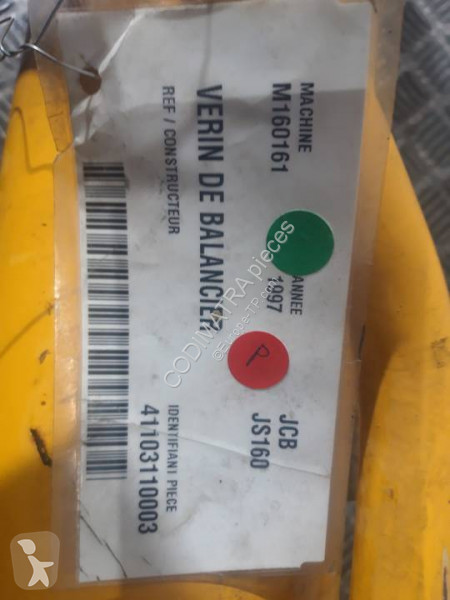 MACHINE
M160161
ANNEE
1997
JCB
JS160
VERIN DE BALANCIER
REF / CONSTRUCTEUR
IDENTIFIANT PIECE
41103110003
P
CODIMATRA pieces